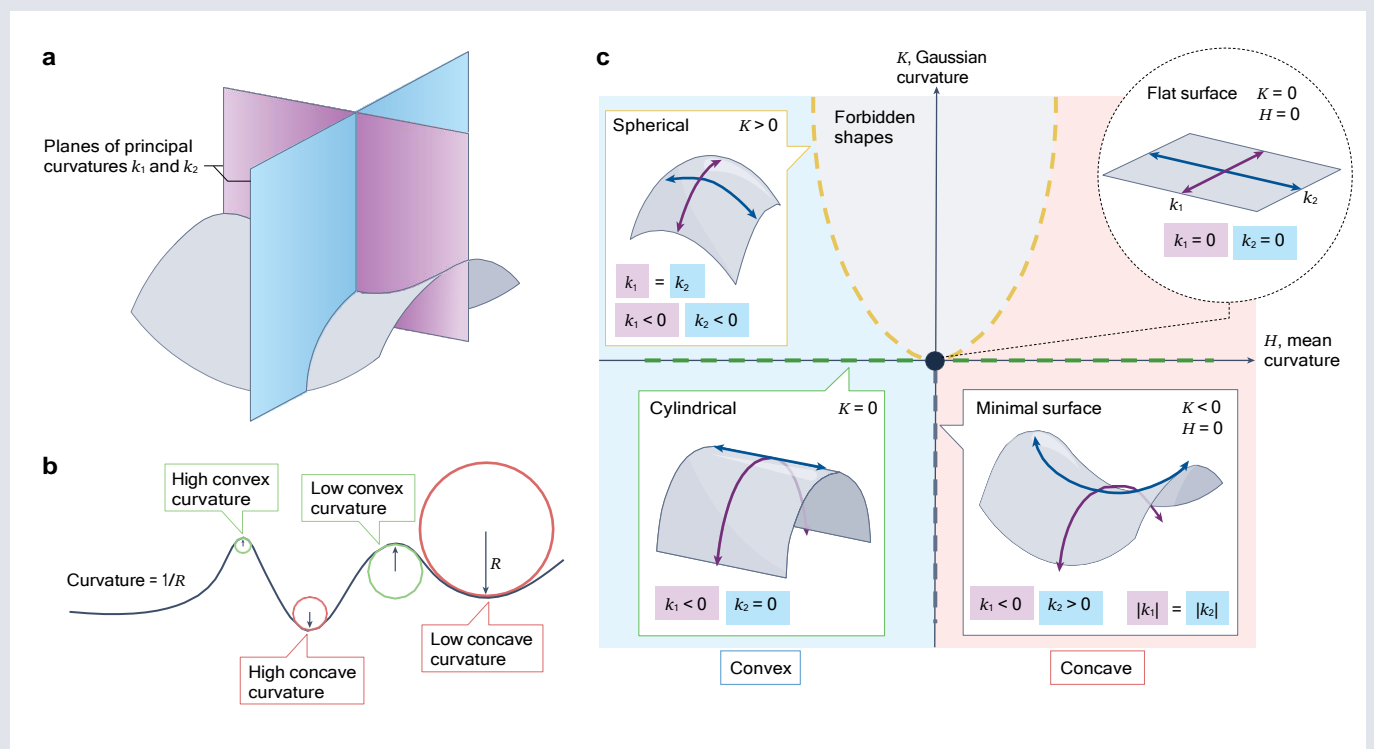 a
Planes of principal
curvatures k₁ and k₂
b
High convex
curvature
Low convex
curvature
Curvature = 1/R
R
High concave
curvature
Low concave
curvature
c
K, Gaussian
curvature
Forbidden
shapes
Spherical K > 0
k₁ = k₂
k₁ < 0 k₂ < 0
Flat surface K = 0
H = 0
k₁ k₂
k₁ = 0 k₂ = 0
H, mean
curvature
Cylindrical K = 0
k₁ < 0 k₂ = 0
Minimal surface K < 0
H = 0
k₁ < 0 k₂ > 0 |k₁| = |k₂|
Convex
Concave